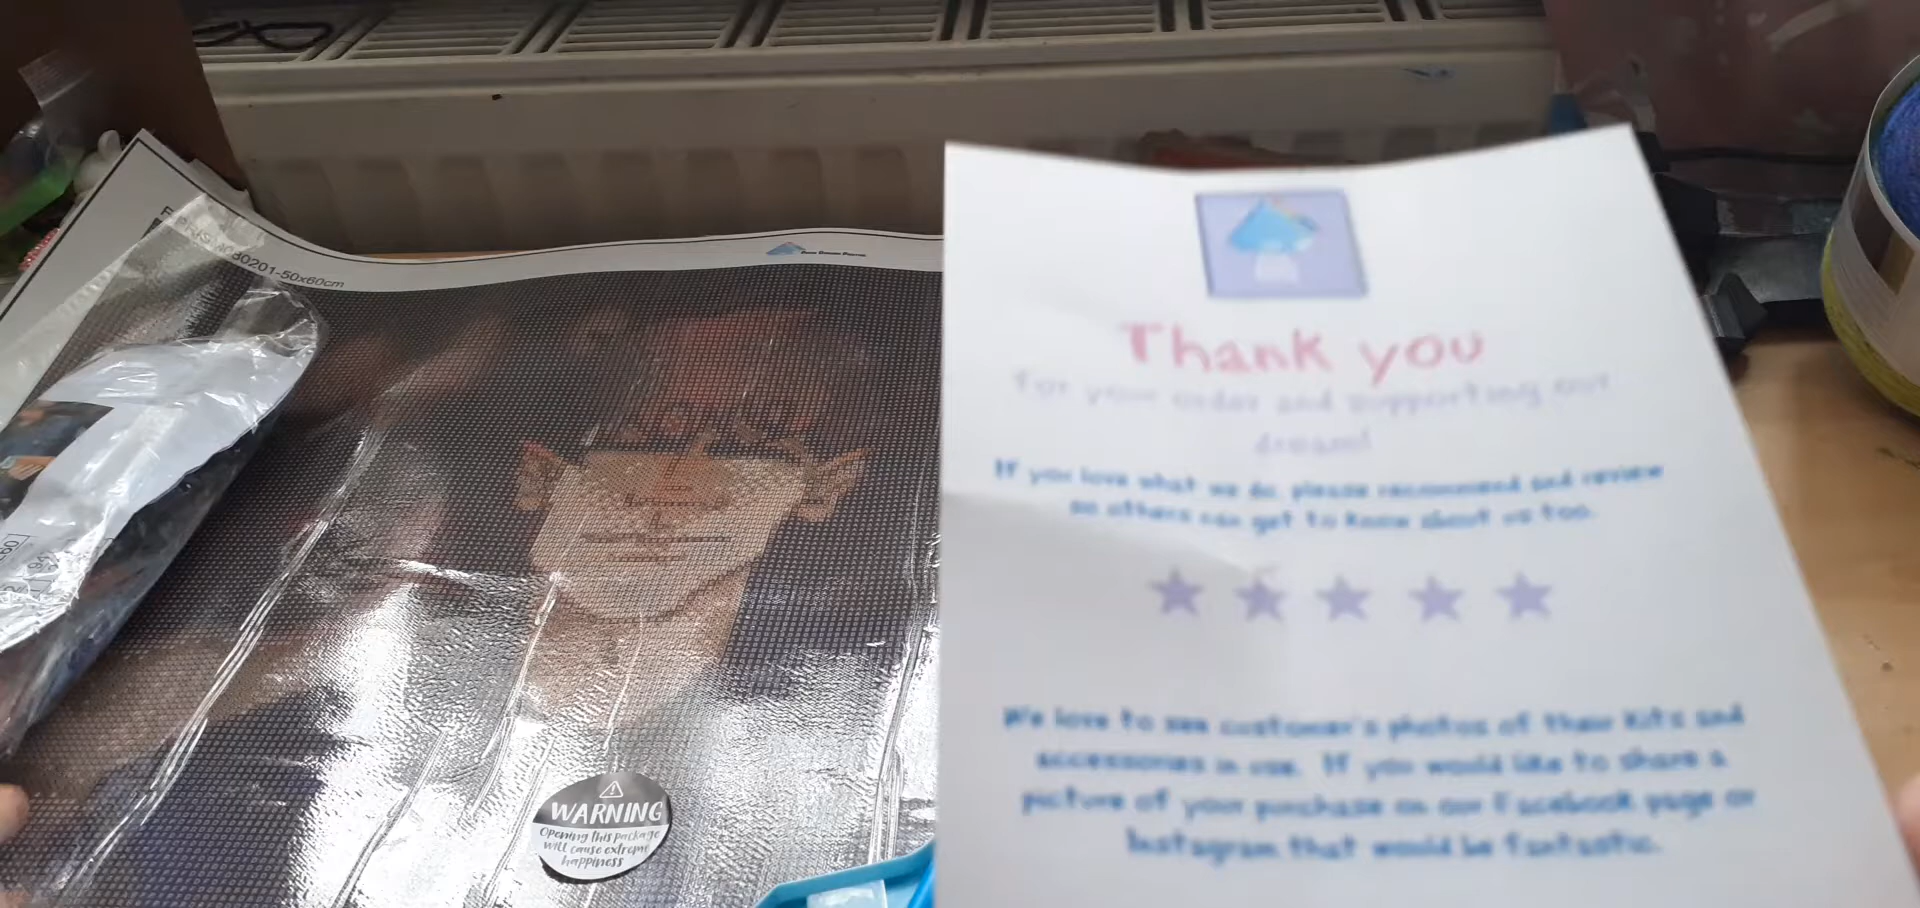 50x60cm
WARNING
Opening this package
will cause extreme
happiness
Thank you
for your order and supporting our
dream!
If you love what we do, please recommend and review
so others can get to know about us too.
We love to see customer's photos of their kits and
accessories in use. If you would like to share a
picture of your purchase on our Facebook page or
Instagram that would be fantastic.